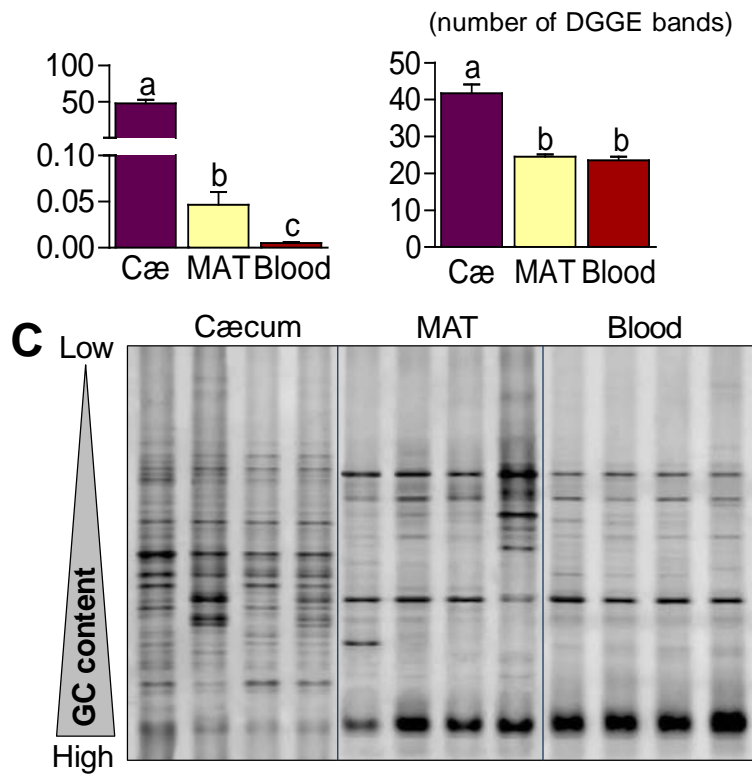 (number of DGGE bands)
100
50
0.10
0.05
0.00
a
b
c
Cæ MAT Blood
50
40
30
20
10
0
a
b
b
Cæ MAT Blood
C
Cæcum MAT Blood
Low
GC content
High